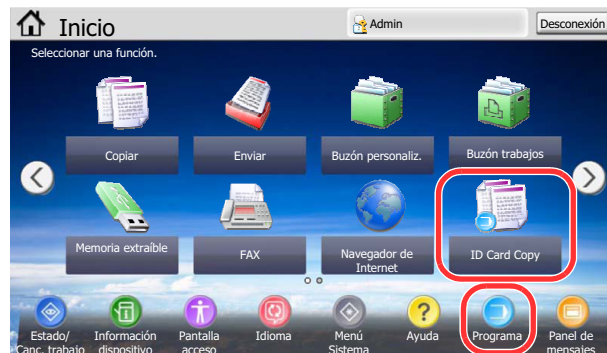 Inicio
Admin
Desconexión
Seleccionar una función.
Copiar
Enviar
Buzón personaliz.
Buzón trabajos
Memoria extraíble
FAX
Navegador de
Internet
ID Card Copy
Estado/
Canc. trabajo
Información
dispositivo
Pantalla
acceso
Idioma
Menú
Sistema
Ayuda
Programa
Panel de
mensajes